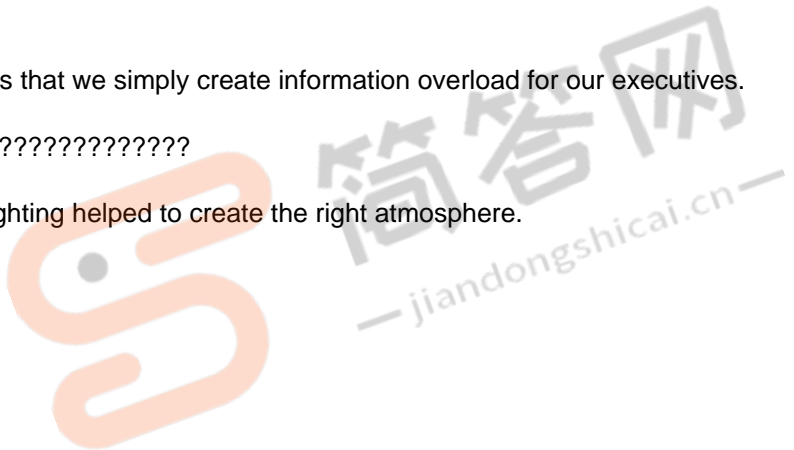 s that we simply create information overload for our executives.
?????????????
ghting helped to create the right atmosphere.
简答网
jiandongshicai.cn